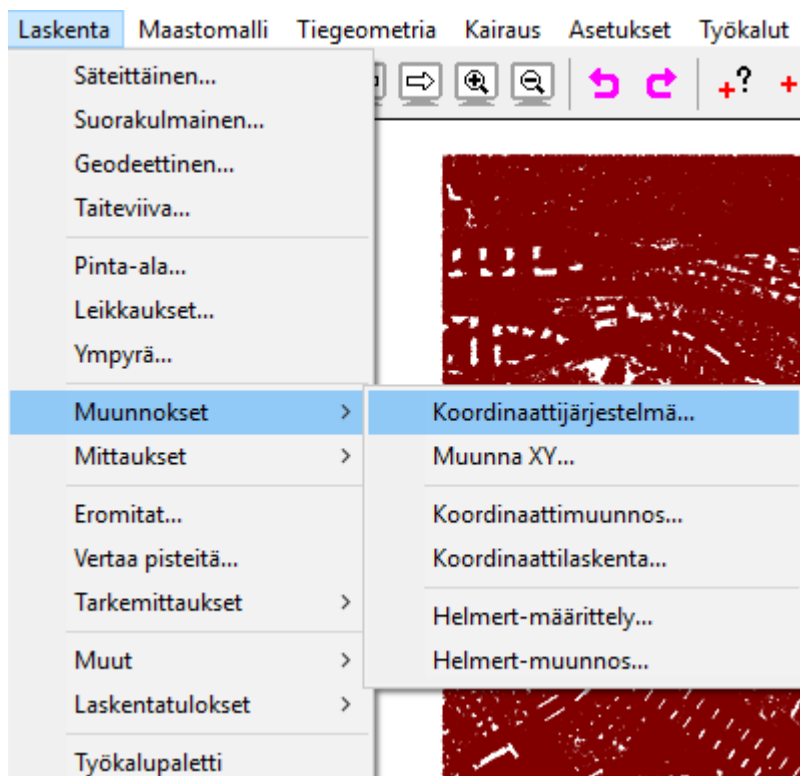 Laskenta Maastomalli Tiegeometria Kairaus Asetukset Työkalut
Säteittäinen...
Suorakulmainen...
Geodeettinen...
Taiteviiva...
Pinta-ala...
Leikkaukset...
Ympyrä...
Muunnokset
Mittaukset
Eromitat...
Vertaa pisteitä...
Tarkemittaukset
Muut
Laskentatulokset
Työkalupaletti
Koordinaattijärjestelmä...
Muunna XY...
Koordinaattimuunnos...
Koordinaattilaskenta...
Helmert-määrittely...
Helmert-muunnos...